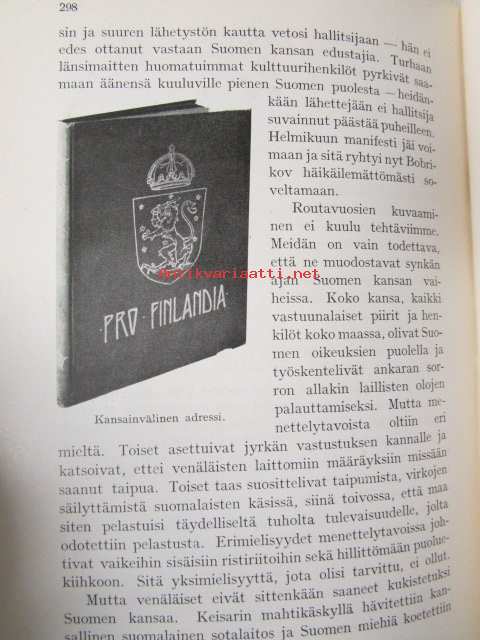 298
sin ja suuren lähetystön kautta vetosi hallitsijaan — hän ei
edes ottanut vastaan Suomen kansan edustajia. Turhaan
länsimaitten huomatuimmat kulttuurihenkilöt pyrkivät saa-
maan äänensä kuuluville pienen Suomen puolesta — heidän-
kään lähettejään ei hallitsija
suvainnut päästää puheilleen.
Helmikuun manifesti jäi voi-
maan ja sitä ryhtyi nyt Bobri-
kov häikäilemättömästi so-
veltamaan.
Routavuosien kuvaami-
nen ei kuulu tehtäviimme.
Meidän on vain todettava,
että ne muodostavat synkän
ajan Suomen kansan vai-
heissa. Koko kansa, kaikki
vastuunalaiset piirit ja hen-
kilöt koko maassa, olivat Suo-
men oikeuksien puolella ja
työskentelivät ankaran sor-
ron allakin laillisten olojen
palauttamiseksi. Mutta me-
nettelytavoista oltiin eri
PRO · FINLANDIA ·
Antikvariaatti.net
Kansainvälinen adressi.
mieltä. Toiset asettuivat jyrkän vastustuksen kannalle ja
katsoivat, ettei venäläisten laittomiin määräyksiin missään
saanut taipua. Toiset taas suosittelivat taipumista, virkojen
säilyttämistä suomalaisten käsissä, siinä toivossa, että maa
siten pelastuisi täydelliseltä tuholta tulevaisuudelle, jolta
odotettiin pelastusta. Erimielisyydet menettelytavoissa joh-
tivat vaikeihin sisäisiin ristiriitoihin sekä hillittömään puolue-
kiihkoon. Sitä yksimielisyyttä, jota olisi tarvittu, ei ollut.
Mutta venäläiset eivät sittenkään saaneet kukistetuksi
Suomen kansaa. Keisarin mahtikäskyllä hävitettiin kan-
sallinen suomalainen sotalaitos ja Suomen miehiä koetettiin